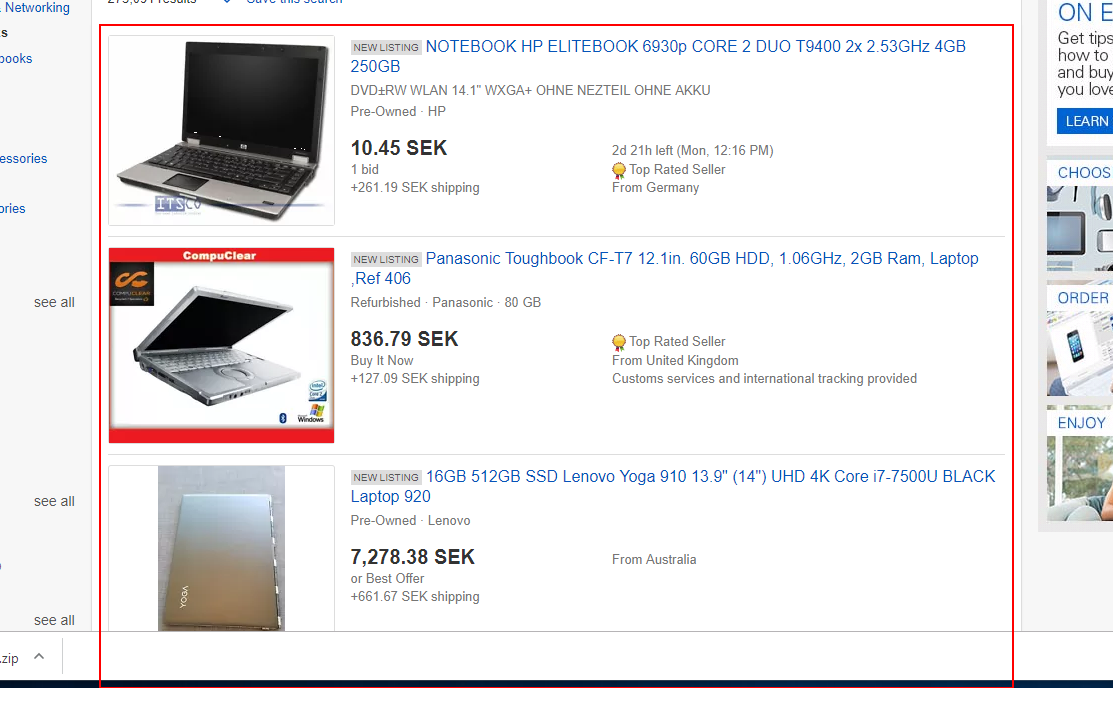 Networking
Save this search
NEW LISTING NOTEBOOK HP ELITEBOOK 6930p CORE 2 DUO T9400 2x 2.53GHz 4GB
250GB
DVD±RW WLAN 14.1" WXGA+ OHNE NEZTEIL OHNE AKKU
Pre-Owned · HP
10.45 SEK
1 bid
+261.19 SEK shipping
2d 21h left (Mon, 12:16 PM)
Top Rated Seller
From Germany
CompuClear
COMPUCLEAR
intel
Windows
NEW LISTING Panasonic Toughbook CF-T7 12.1in. 60GB HDD, 1.06GHz, 2GB Ram, Laptop
,Ref 406
Refurbished · Panasonic · 80 GB
836.79 SEK
Buy It Now
+127.09 SEK shipping
Top Rated Seller
From United Kingdom
Customs services and international tracking provided
YOGA
NEW LISTING 16GB 512GB SSD Lenovo Yoga 910 13.9" (14") UHD 4K Core i7-7500U BLACK
Laptop 920
Pre-Owned · Lenovo
7,278.38 SEK
or Best Offer
+661.67 SEK shipping
From Australia
see all
see all
see all
.zip
ON E
Get tips
how to
and buy
you love
LEARN
CHOOS
ORDER
ENJOY